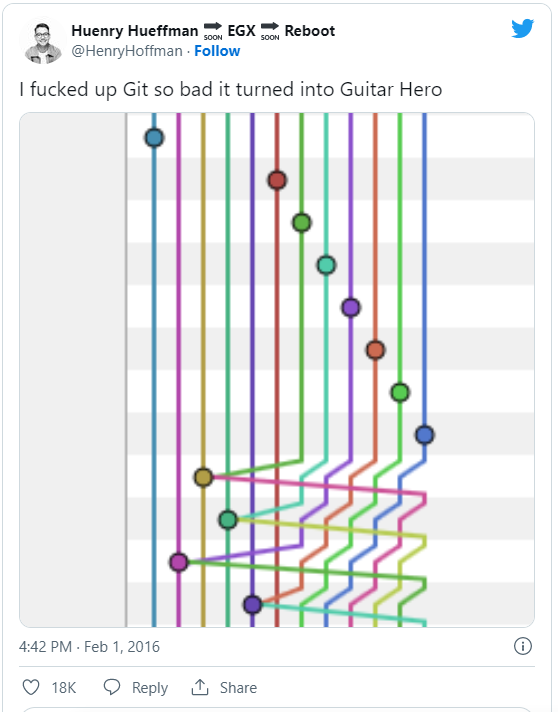 Huenry Hueffman 🔜 EGX 🔜 Reboot
@HenryHoffman · Follow
I fucked up Git so bad it turned into Guitar Hero
4:42 PM · Feb 1, 2016
18K Reply Share